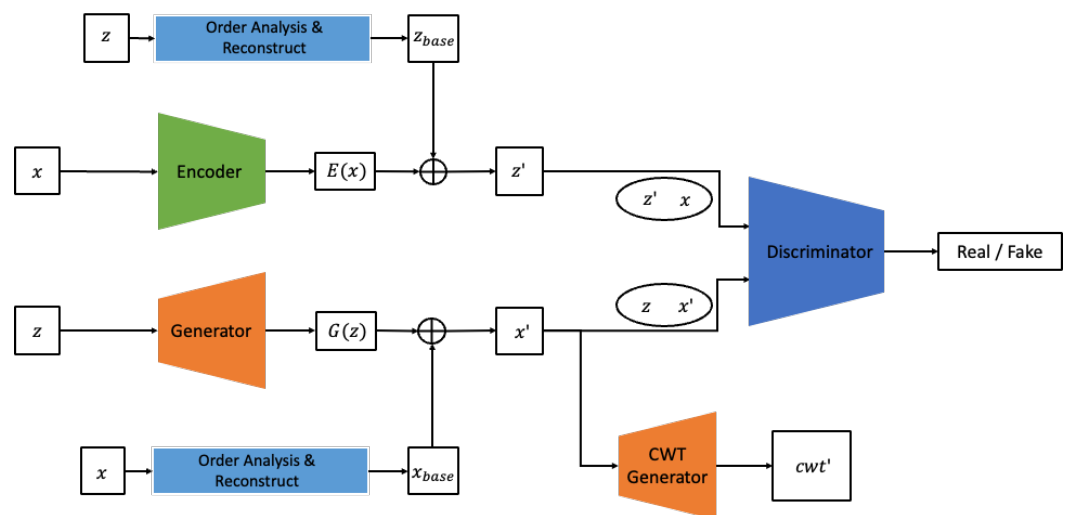 z
Order Analysis &
Reconstruct
z_base
x
Encoder
E(x)
z'
z' x
Discriminator
Real / Fake
z
Generator
G(z)
x'
z x'
x
Order Analysis &
Reconstruct
x_base
CWT
Generator
cwt'